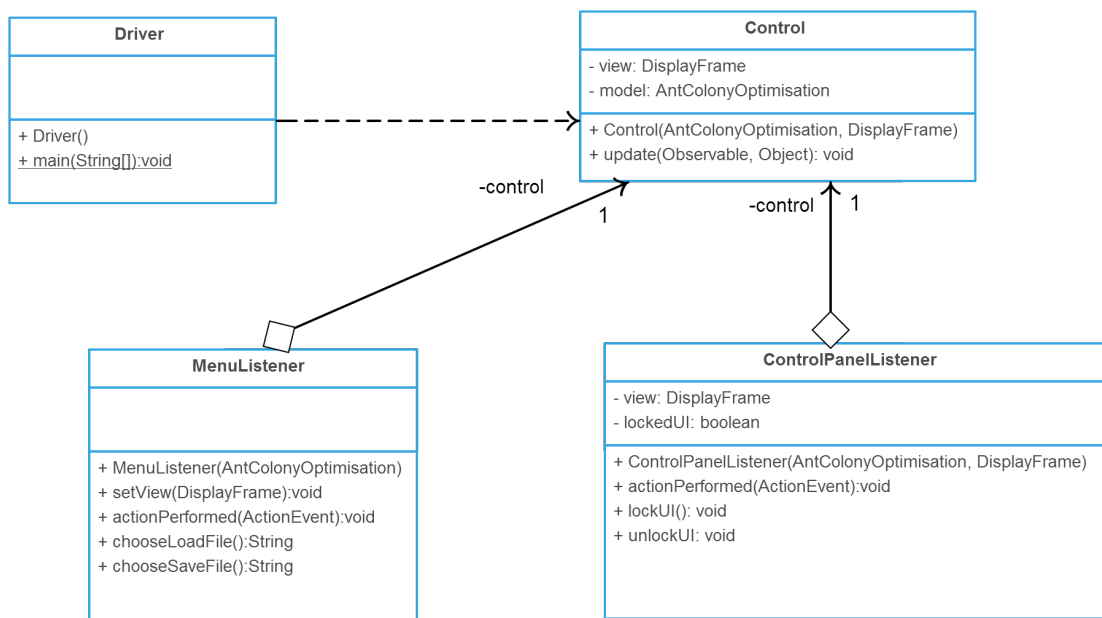 Driver
+ Driver()
+ main(String[]):void
Control
- view: DisplayFrame
- model: AntColonyOptimisation
+ Control(AntColonyOptimisation, DisplayFrame)
+ update(Observable, Object): void
-control
1
-control
1
MenuListener
+ MenuListener(AntColonyOptimisation)
+ setView(DisplayFrame):void
+ actionPerformed(ActionEvent):void
+ chooseLoadFile():String
+ chooseSaveFile():String
ControlPanelListener
- view: DisplayFrame
- lockedUI: boolean
+ ControlPanelListener(AntColonyOptimisation, DisplayFrame)
+ actionPerformed(ActionEvent):void
+ lockUI(): void
+ unlockUI: void